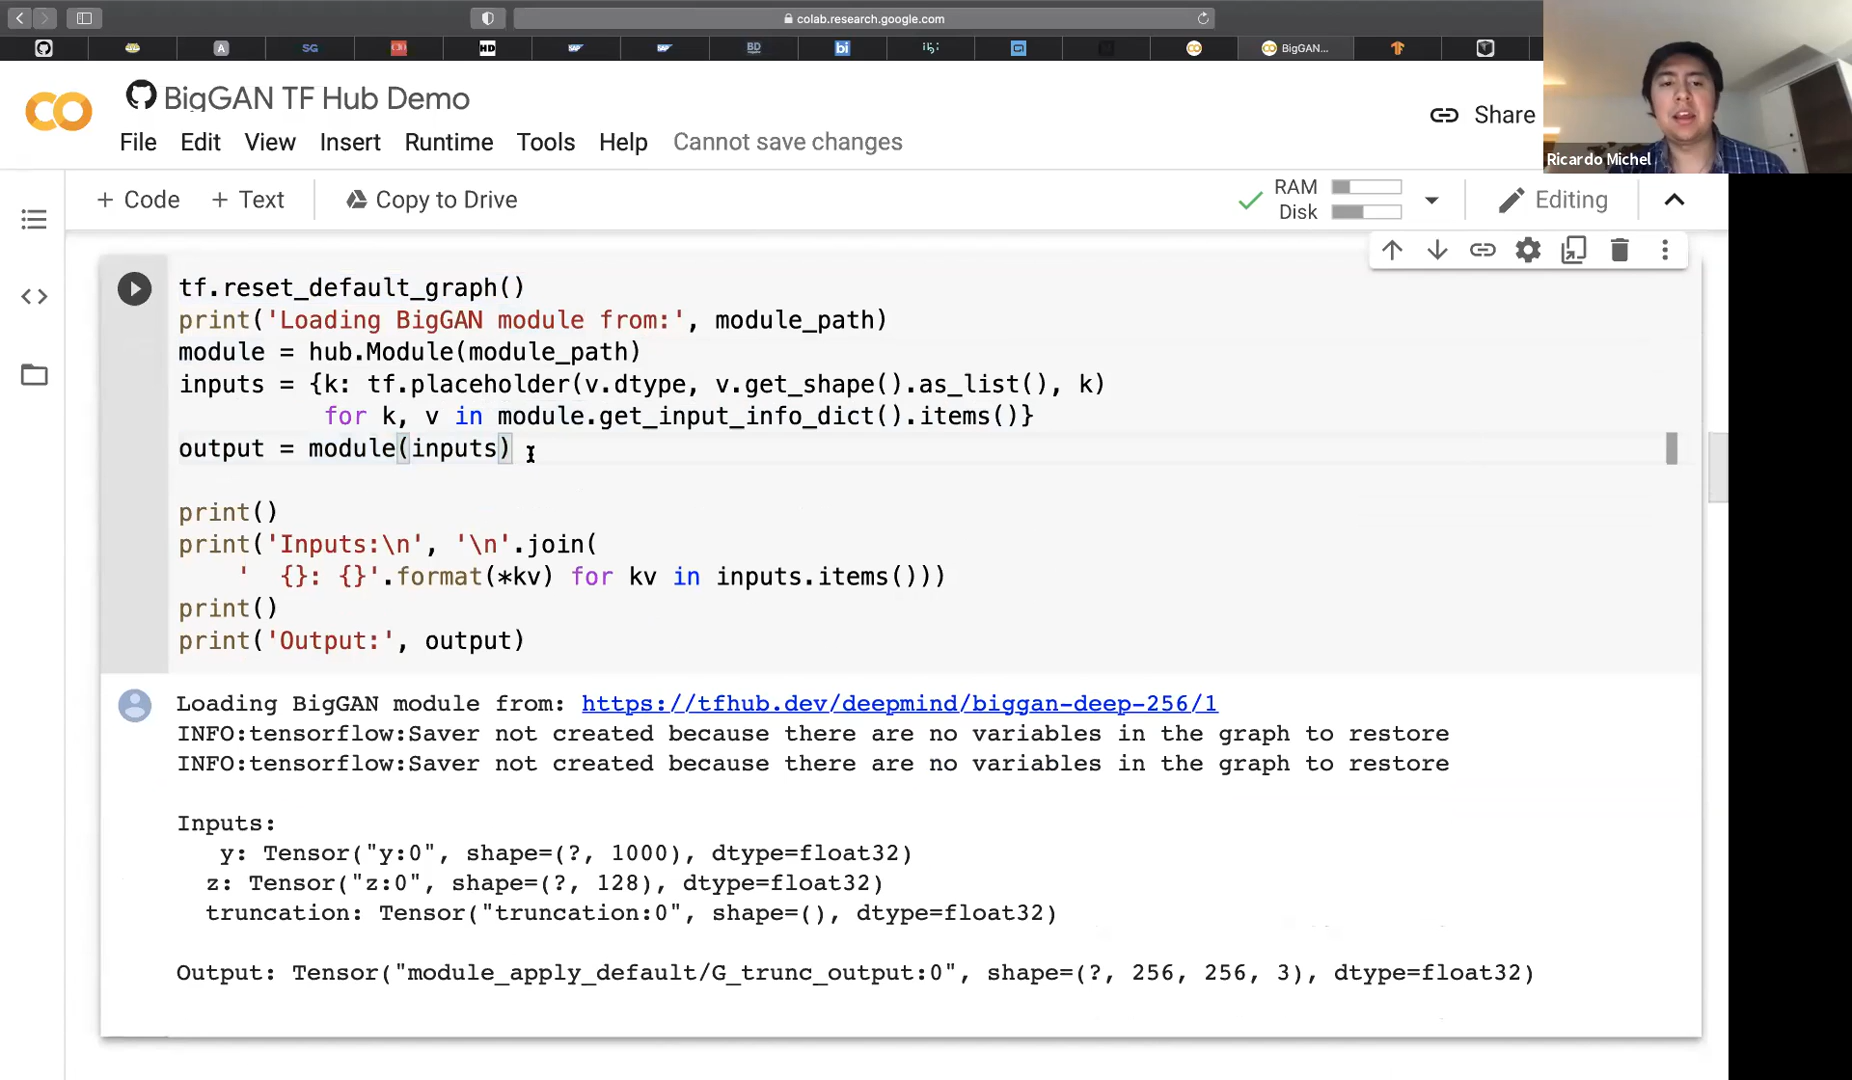 colab.research.google.com
A
SG
HD
BD
bi
BigGAN...
BigGAN TF Hub Demo
File Edit View Insert Runtime Tools Help Cannot save changes
Share
Ricardo Michel
+ Code + Text Copy to Drive
RAM
Disk
Editing
tf.reset_default_graph()
print('Loading BigGAN module from:', module_path)
module = hub.Module(module_path)
inputs = {k: tf.placeholder(v.dtype, v.get_shape().as_list(), k)
for k, v in module.get_input_info_dict().items()}
output = module(inputs)
print()
print('Inputs:\n', '\n'.join(
'  {}: {}'.format(*kv) for kv in inputs.items()))
print()
print('Output:', output)
Loading BigGAN module from: https://tfhub.dev/deepmind/biggan-deep-256/1
INFO:tensorflow:Saver not created because there are no variables in the graph to restore
INFO:tensorflow:Saver not created because there are no variables in the graph to restore
Inputs:
y: Tensor("y:0", shape=(?, 1000), dtype=float32)
z: Tensor("z:0", shape=(?, 128), dtype=float32)
truncation: Tensor("truncation:0", shape=(), dtype=float32)
Output: Tensor("module_apply_default/G_trunc_output:0", shape=(?, 256, 256, 3), dtype=float32)